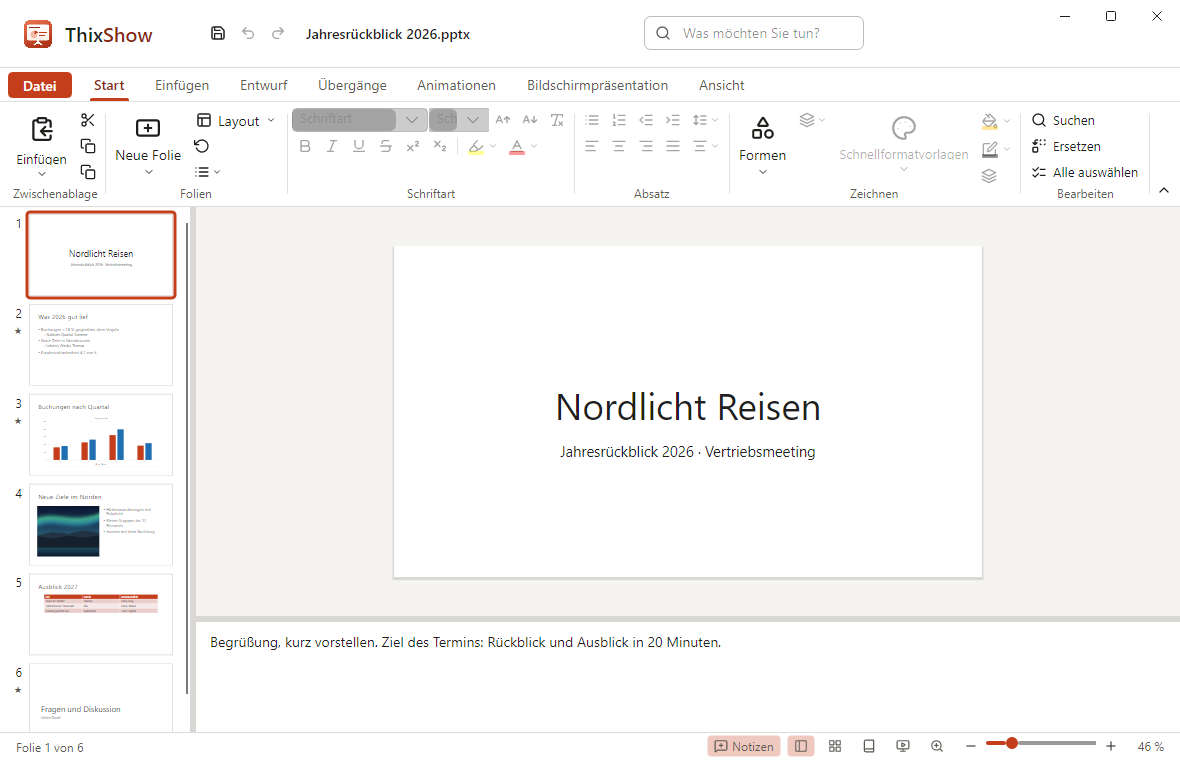 ThixShow
Jahresrückblick 2026.pptx
Was möchten Sie tun?
Datei
Start
Einfügen
Entwurf
Übergänge
Animationen
Bildschirmpräsentation
Ansicht
Einfügen
Zwischenablage
Neue Folie
Layout
Folien
Schriftart
Sch
Schriftart
Absatz
Formen
Schnellformatvorlagen
Zeichnen
Suchen
Ersetzen
Alle auswählen
Bearbeiten
1
Nordlicht Reisen
Jahresrückblick 2026 · Vertriebsmeeting
2
Was 2026 gut lief
3
Buchungen nach Quartal
4
Neue Ziele im Norden
5
Ausblick 2027
6
Fragen und Diskussion
Nordlicht Reisen
Jahresrückblick 2026 · Vertriebsmeeting
Begrüßung, kurz vorstellen. Ziel des Termins: Rückblick und Ausblick in 20 Minuten.
Folie 1 von 6
Notizen
46 %